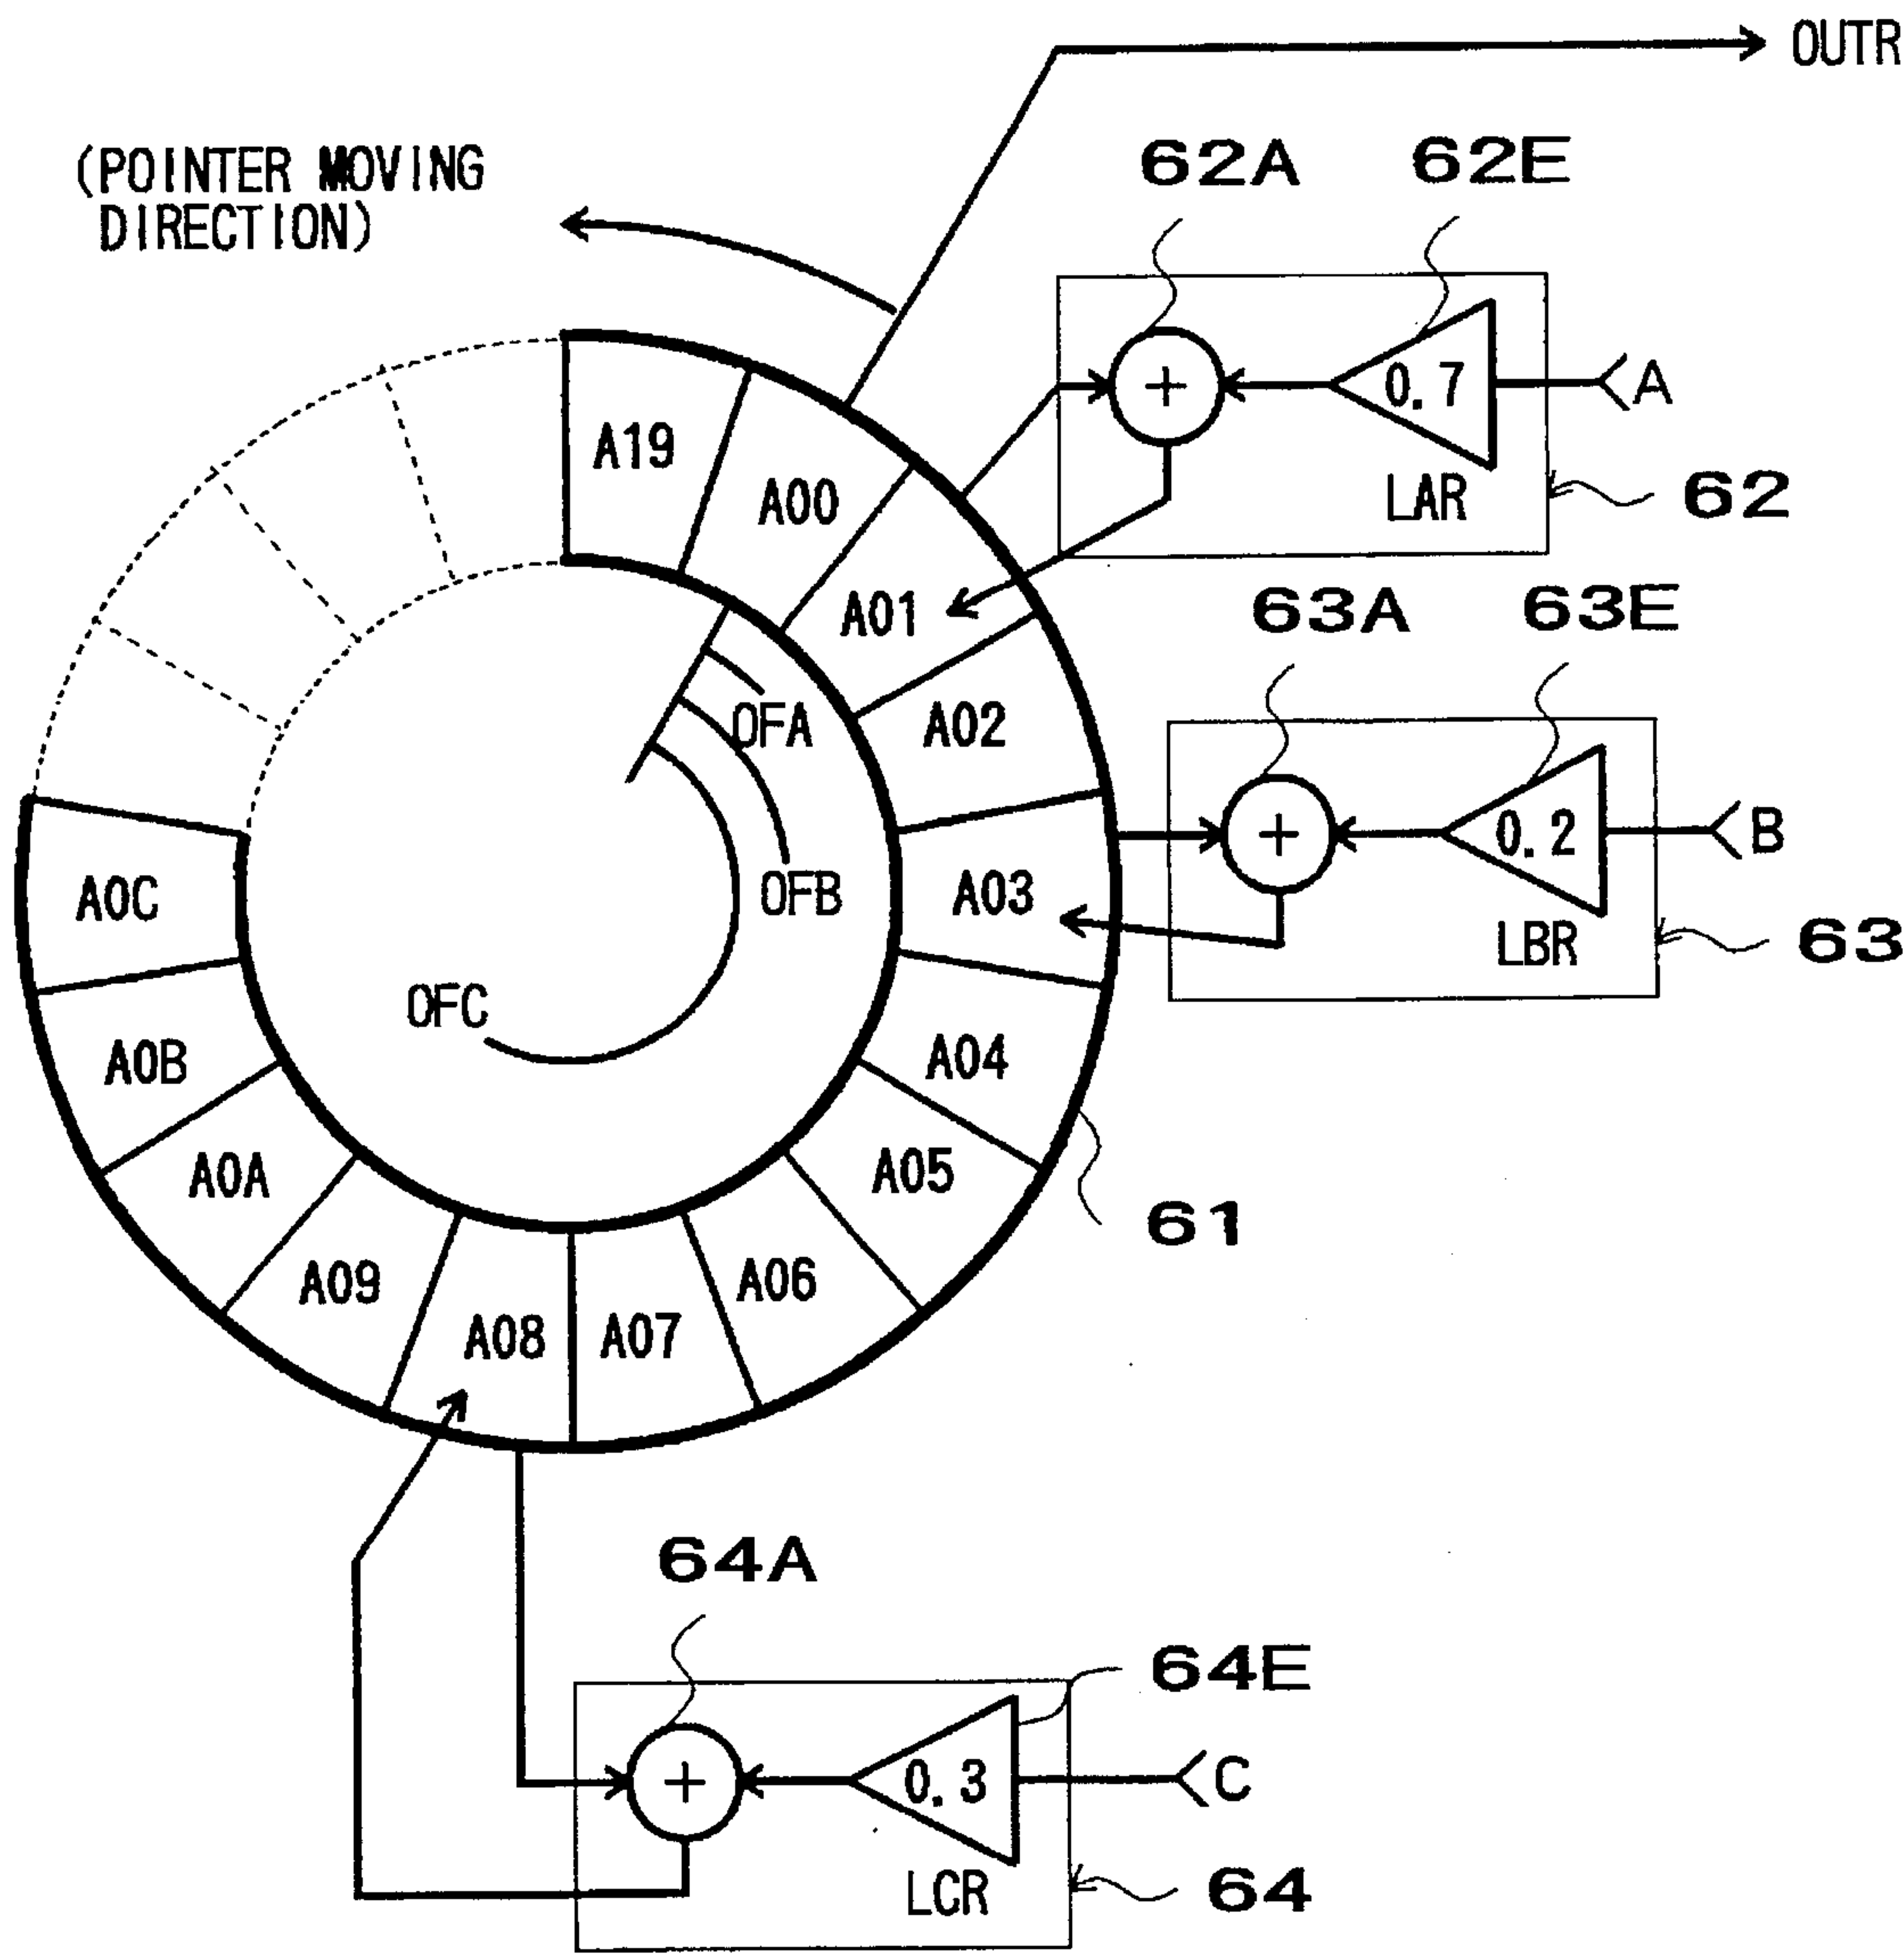 OUTR
(POINTER MOVING
DIRECTION)
62A
62E
A19
A00
0.7
A
LAR
62
A01
63A
63E
OFA
A02
0.2
B
A0C
OFB
A03
LBR
63
OFC
A0B
A04
A0A
A05
61
A09
A06
A08
A07
64A
64E
0.3
C
LCR
64